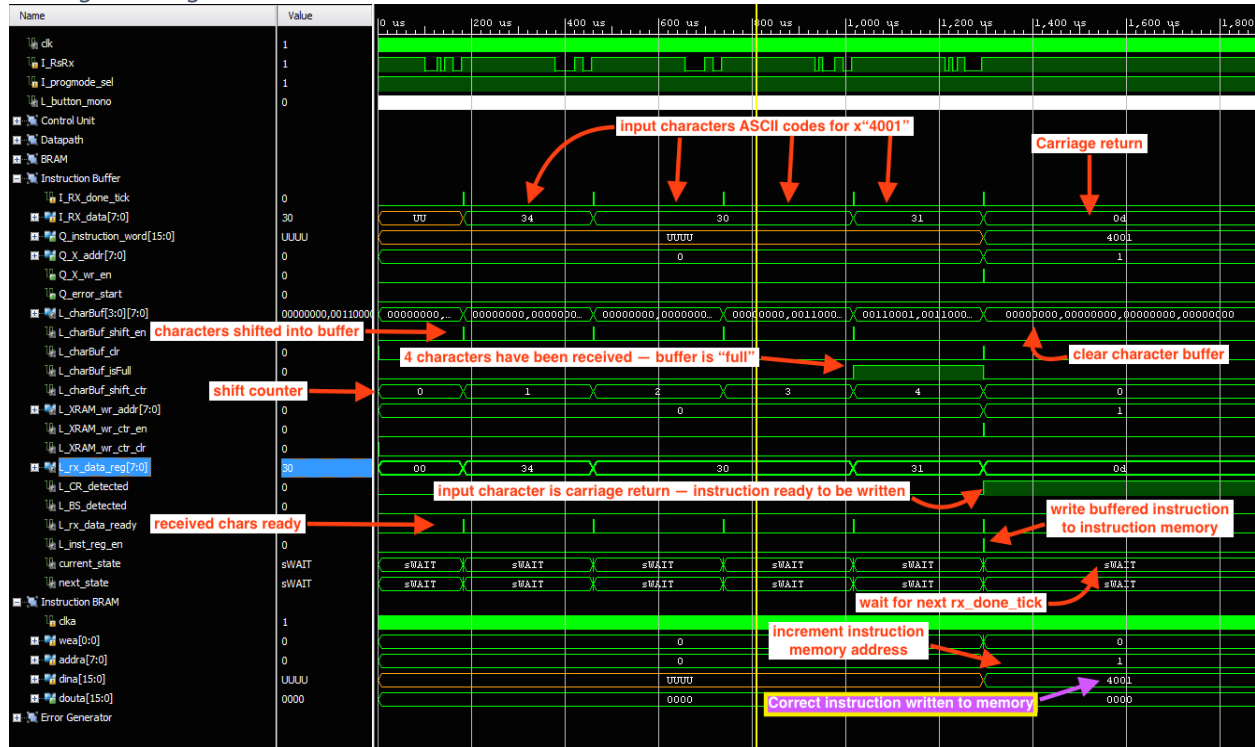 Name Value
0 us 200 us 400 us 600 us 800 us 1,000 us 1,200 us 1,400 us 1,600 us 1,800
clk 1
I_RsRx 1
I_progmode_sel 1
L_button_mono 0
Control Unit
input characters ASCII codes for x“4001”
Datapath
Carriage return
BRAM
Instruction Buffer
I_RX_done_tick 0
I_RX_data[7:0] 30 UU 34 30 31 0d
Q_instruction_word[15:0] UUUU UUUU 4001
Q_X_addr[7:0] 0 0 1
Q_X_wr_en 0
Q_error_start 0
L_charBuf[3:0][7:0] 00000000,0011000 00000000,... 00000000,0000000... 00000000,0000000... 00000000,0011000... 00110001,0011000... 00000000,00000000,00000000,00000000
L_charBuf_shift_en characters shifted into buffer
L_charBuf_clr 0
4 characters have been received — buffer is “full”
clear character buffer
L_charBuf_isFull 0
L_charBuf_shift_ctr shift counter 0 1 2 3 4 0
L_XRAM_wr_addr[7:0] 0 0 1
L_XRAM_wr_ctr_en 0
L_XRAM_wr_ctr_clr 0
L_rx_data_reg[7:0] 30 00 34 30 31 0d
L_CR_detected 0
input character is carriage return — instruction ready to be written
L_BS_detected 0
L_rx_data_ready received chars ready
write buffered instruction
to instruction memory
L_inst_reg_en 0
current_state sWAIT sWAIT sWAIT sWAIT sWAIT sWAIT sWAIT
next_state sWAIT sWAIT sWAIT sWAIT sWAIT sWAIT sWAIT
wait for next rx_done_tick
Instruction BRAM
clka 1
increment instruction
memory address
wea[0:0] 0 0 0
addra[7:0] 0 0 1
dina[15:0] UUUU UUUU 4001
douta[15:0] 0000 0000 0000
Correct instruction written to memory
Error Generator